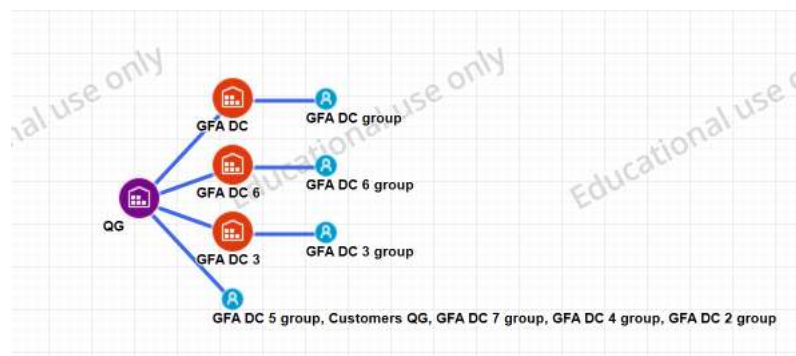 Educational use only
nal use only
Educational use
GFA DC
GFA DC group
GFA DC 6
GFA DC 6 group
QG
GFA DC 3
GFA DC 3 group
GFA DC 5 group, Customers QG, GFA DC 7 group, GFA DC 4 group, GFA DC 2 group